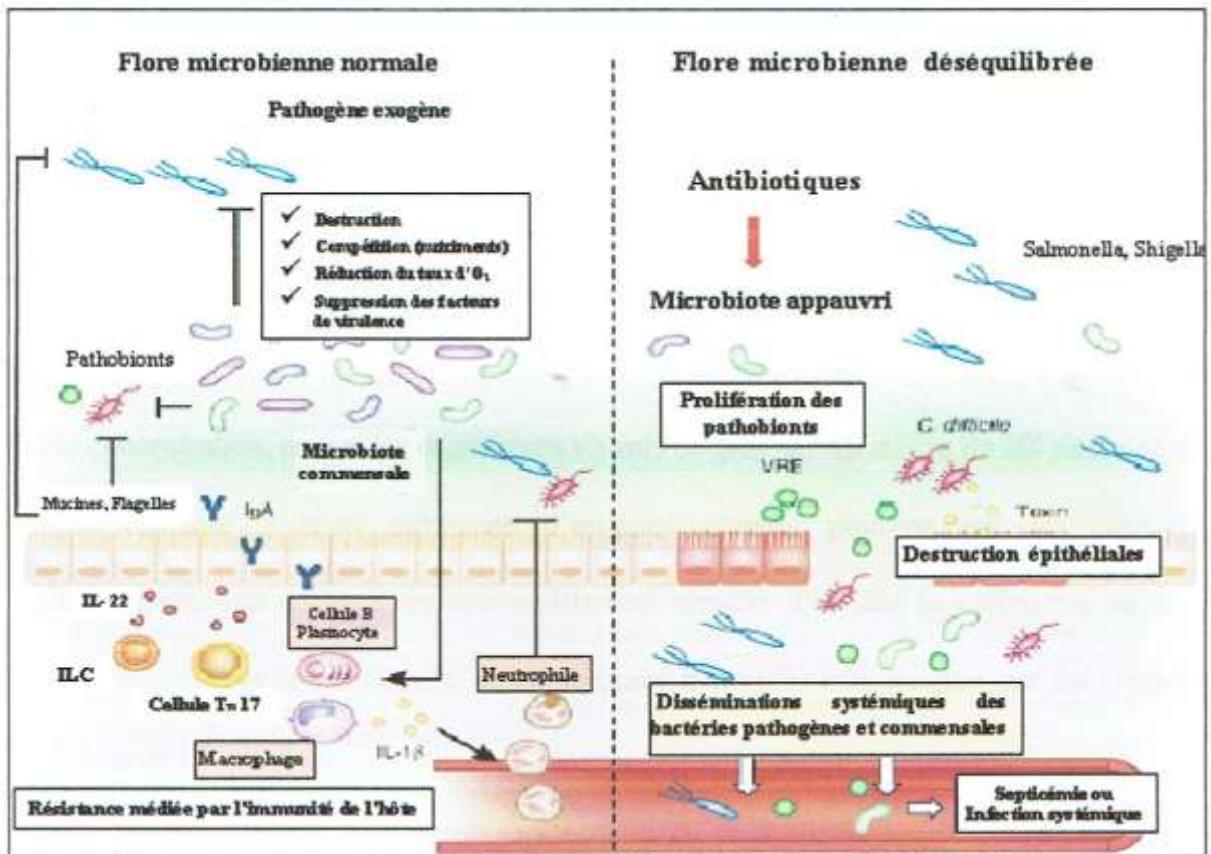 Flore microbienne normale
Pathogène exogène
✓ Destruction
✓ Compétition (nutriments)
✓ Réduction du taux d'O₂
✓ Suppression des facteurs
de virulence
Pathobionts
Microbiote
commensale
Mucines, Flagelles
IgA
IL-22
Cellule B
Plasmocyte
ILC
Cellule TH 17
Neutrophile
Macrophage
IL-1β
Résistance médiée par l'immunité de l'hôte
Flore microbienne déséquilibrée
Antibiotiques
Salmonella, Shigella
Microbiote appauvri
Prolifération des
pathobionts
C. difficile
VRE
Toxin
Destruction épithéliales
Disséminations systémiques des
bactéries pathogènes et commensales
Septicémie ou
Infection systémique